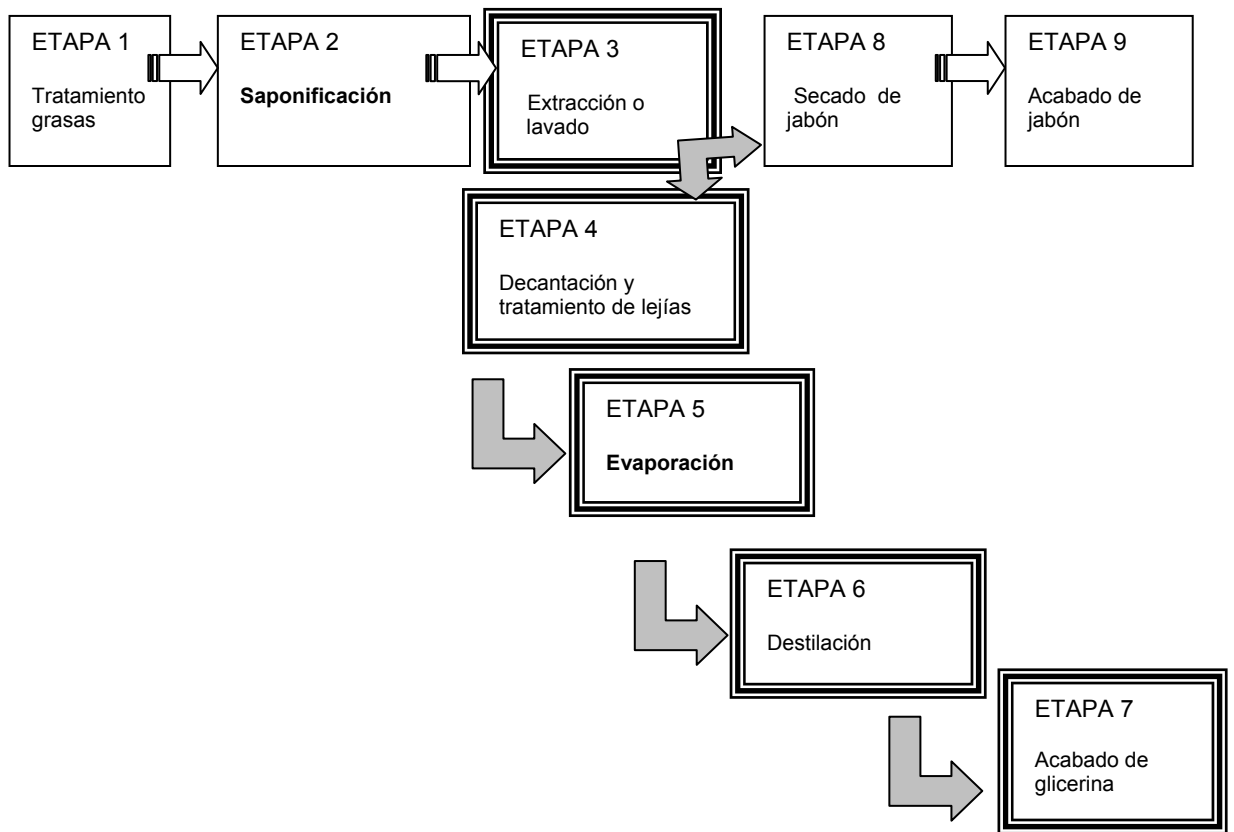 ETAPA 1
Tratamiento
grasas
ETAPA 2
Saponificación
ETAPA 3
Extracción o
lavado
ETAPA 8
Secado de
jabón
ETAPA 9
Acabado de
jabón
ETAPA 4
Decantación y
tratamiento de lejías
ETAPA 5
Evaporación
ETAPA 6
Destilación
ETAPA 7
Acabado de
glicerina